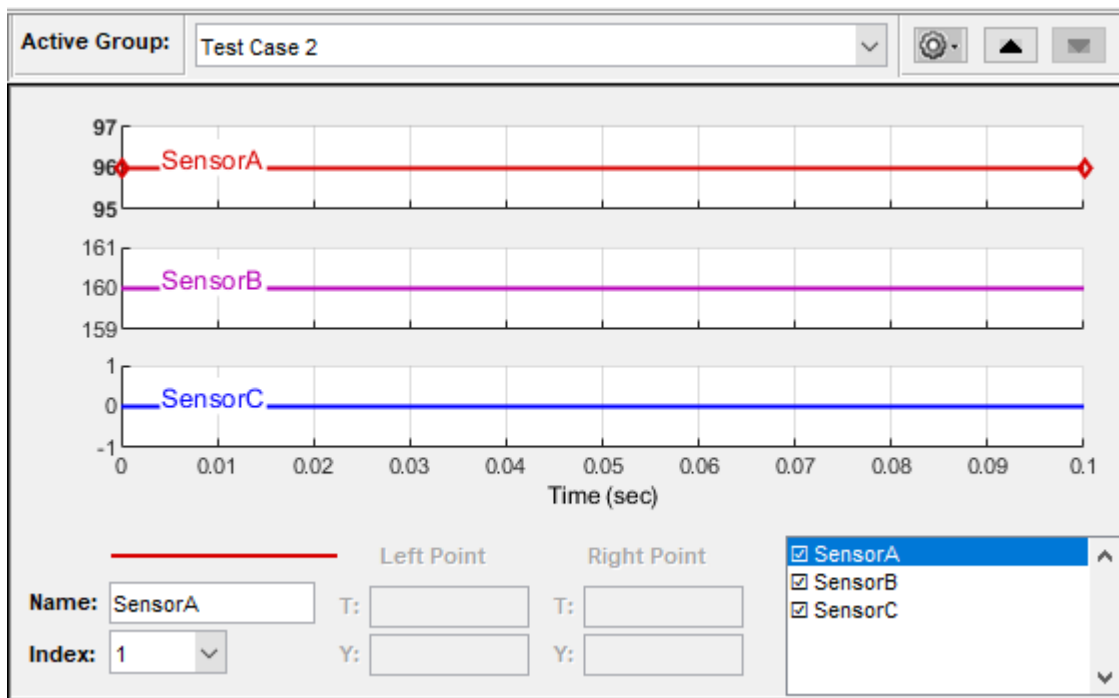 Active Group: Test Case 2
97
96
95
SensorA
161
160
159
SensorB
1
0
-1
SensorC
0 0.01 0.02 0.03 0.04 0.05 0.06 0.07 0.08 0.09 0.1
Time (sec)
Left Point Right Point
Name: SensorA T: T:
Index: 1 Y: Y:
SensorA
SensorB
SensorC